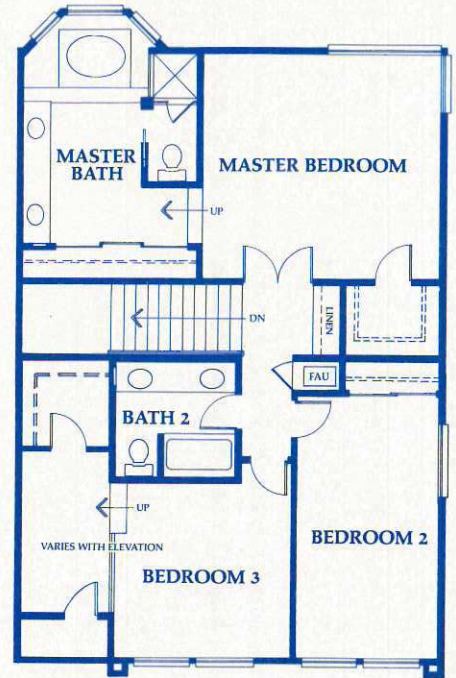 MASTER
BATH
MASTER BEDROOM
UP
DN
LINEN
FAU
BATH 2
UP
VARIES WITH ELEVATION
BEDROOM 2
BEDROOM 3